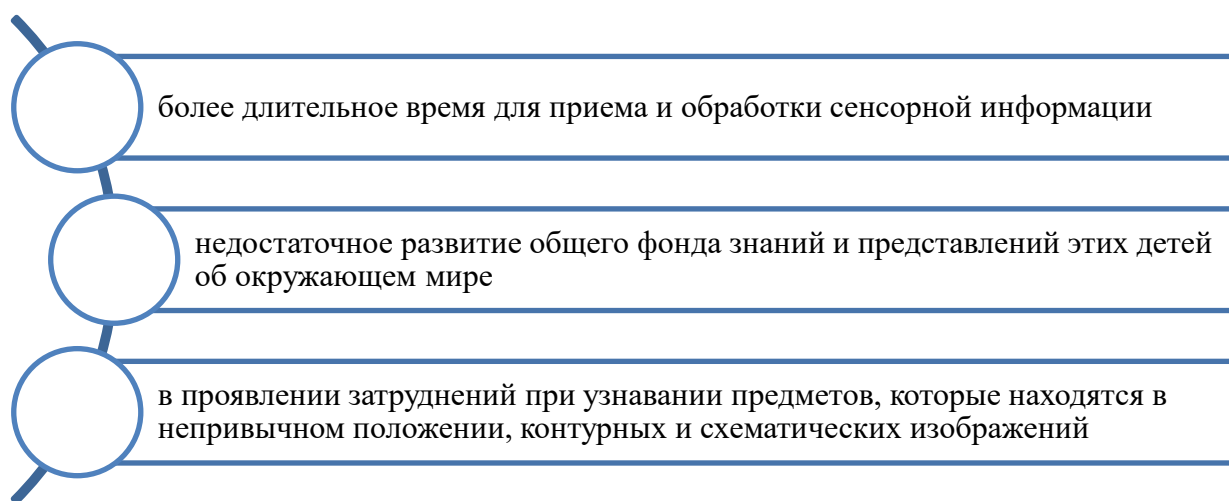 более длительное время для приема и обработки сенсорной информации
недостаточное развитие общего фонда знаний и представлений этих детей
об окружающем мире
в проявлении затруднений при узнавании предметов, которые находятся в
непривычном положении, контурных и схематических изображений